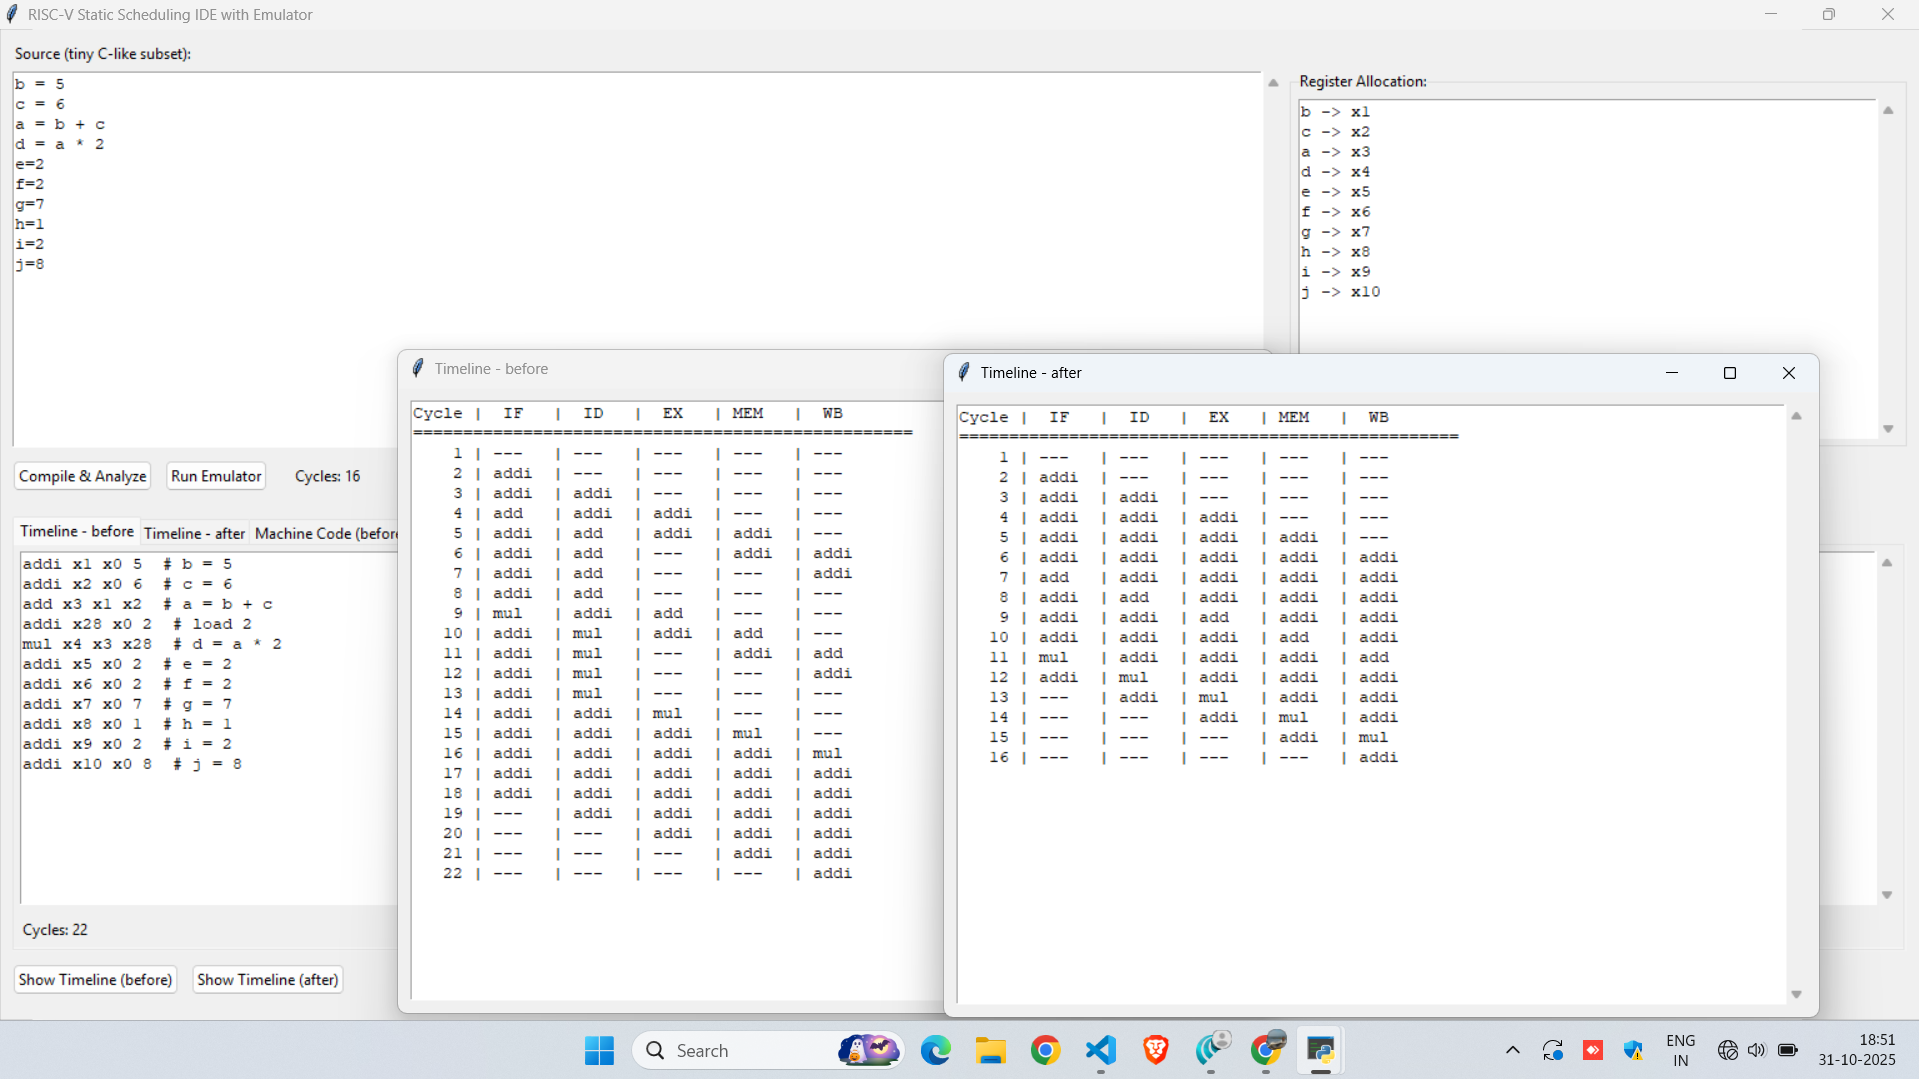 RISC-V Static Scheduling IDE with Emulator
Source (tiny C-like subset):
b = 5
c = 6
a = b + c
d = a * 2
e=2
f=2
g=7
h=1
i=2
j=8
Register Allocation:
b -> x1
c -> x2
a -> x3
d -> x4
e -> x5
f -> x6
g -> x7
h -> x8
i -> x9
j -> x10
Compile & Analyze
Run Emulator
Cycles: 16
Timeline - before
Timeline - after
Machine Code (before
addi x1 x0 5 # b = 5
addi x2 x0 6 # c = 6
add x3 x1 x2 # a = b + c
addi x28 x0 2 # load 2
mul x4 x3 x28 # d = a * 2
addi x5 x0 2 # e = 2
addi x6 x0 2 # f = 2
addi x7 x0 7 # g = 7
addi x8 x0 1 # h = 1
addi x9 x0 2 # i = 2
addi x10 x0 8 # j = 8
Cycles: 22
Show Timeline (before)
Show Timeline (after)
Timeline - before
Cycle | IF | ID | EX | MEM | WB
==================================================
1 | --- | --- | --- | --- | ---
2 | addi | --- | --- | --- | ---
3 | addi | addi | --- | --- | ---
4 | add | addi | addi | --- | ---
5 | addi | add | addi | addi | ---
6 | addi | add | --- | addi | addi
7 | addi | add | --- | --- | addi
8 | addi | add | --- | --- | ---
9 | mul | addi | add | --- | ---
10 | addi | mul | addi | add | ---
11 | addi | mul | --- | addi | add
12 | addi | mul | --- | --- | addi
13 | addi | mul | --- | --- | ---
14 | addi | addi | mul | --- | ---
15 | addi | addi | addi | mul | ---
16 | addi | addi | addi | addi | mul
17 | addi | addi | addi | addi | addi
18 | addi | addi | addi | addi | addi
19 | --- | addi | addi | addi | addi
20 | --- | --- | addi | addi | addi
21 | --- | --- | --- | addi | addi
22 | --- | --- | --- | --- | addi
Timeline - after
Cycle | IF | ID | EX | MEM | WB
==================================================
1 | --- | --- | --- | --- | ---
2 | addi | --- | --- | --- | ---
3 | addi | addi | --- | --- | ---
4 | addi | addi | addi | --- | ---
5 | addi | addi | addi | addi | ---
6 | addi | addi | addi | addi | addi
7 | add | addi | addi | addi | addi
8 | addi | add | addi | addi | addi
9 | addi | addi | add | addi | addi
10 | addi | addi | addi | add | addi
11 | mul | addi | addi | addi | add
12 | addi | mul | addi | addi | addi
13 | --- | addi | mul | addi | addi
14 | --- | --- | addi | mul | addi
15 | --- | --- | --- | addi | mul
16 | --- | --- | --- | --- | addi
Search
ENG
IN
18:51
31-10-2025